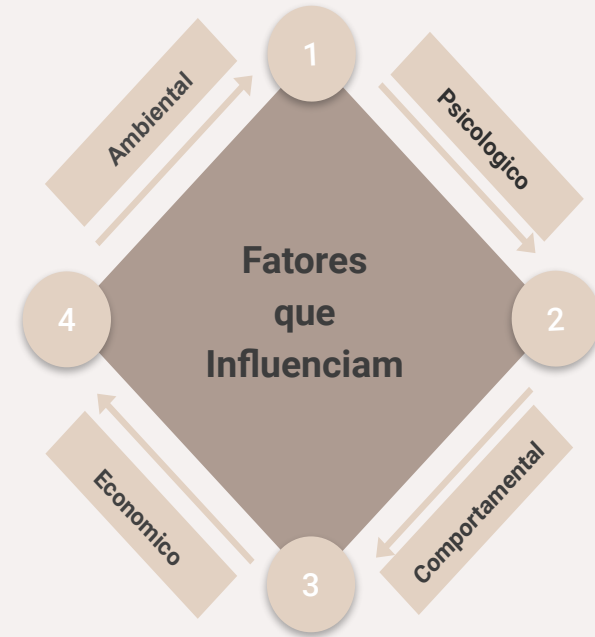 1
Ambiental
Psicologico
Fatores
que
Influenciam
4
2
Economico
Comportamental
3